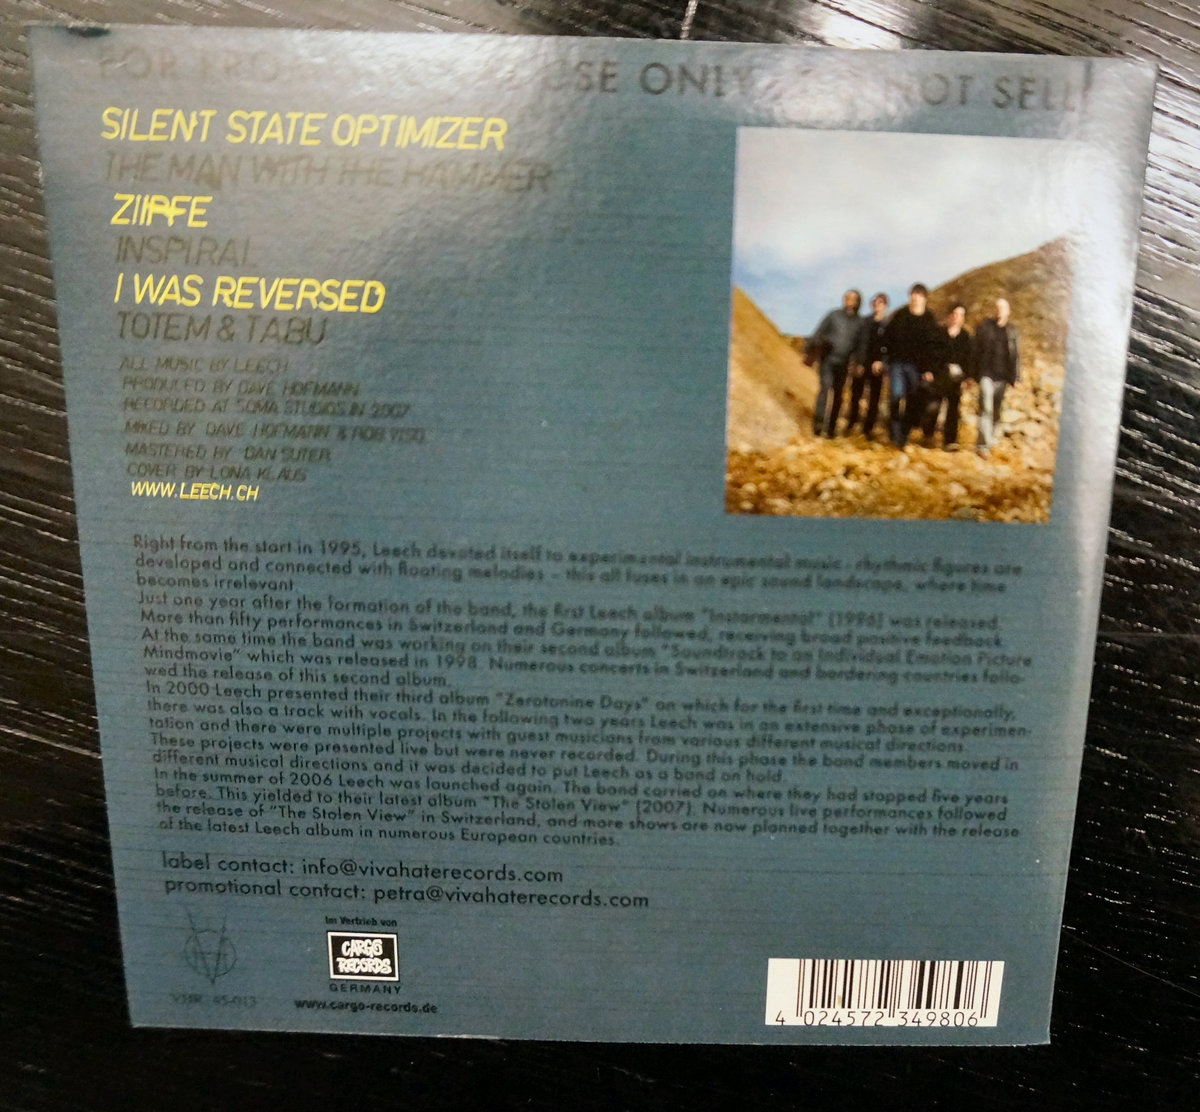 FOR PROMOTIONAL USE ONLY - DO NOT SELL!
SILENT STATE OPTIMIZER
THE MAN WITH THE HAMMER
ZIIPFE
INSPIRAL
I WAS REVERSED
TOTEM & TABU
ALL MUSIC BY LEECH
PRODUCED BY DAVE HOFMANN
RECORDED AT SOMA STUDIOS IN 2007
MIXED BY DAVE HOFMANN & ROB VISO
MASTERED BY DAN SUTER
COVER BY LONA KLAUS
WWW.LEECH.CH
Right from the start in 1995, Leech devoted itself to experimental instrumental music - rhythmic figures are
developed and connected with floating melodies – this all fuses in an epic sound landscape, where time
becomes irrelevant.
Just one year after the formation of the band, the first Leech album "Instarmental" (1996) was released.
More than fifty performances in Switzerland and Germany followed, receiving broad positive feedback.
At the same time the band was working on their second album "Soundtrack to an Individual Emotion Picture
Mindmovie" which was released in 1998. Numerous concerts in Switzerland and bordering countries follo-
wed the release of this second album.
In 2000 Leech presented their third album "Zerotonine Days" on which for the first time and exceptionally,
there was also a track with vocals. In the following two years Leech was in an extensive phase of experimen-
tation and there were multiple projects with guest musicians from various different musical directions.
These projects were presented live but were never recorded. During this phase the band members moved in
different musical directions and it was decided to put Leech as a band on hold.
In the summer of 2006 Leech was launched again. The band carried on where they had stopped five years
before. This yielded to their latest album "The Stolen View" (2007). Numerous live performances followed
the release of "The Stolen View" in Switzerland, and more shows are now planned together with the release
of the latest Leech album in numerous European countries.
label contact: info@vivahaterecords.com
promotional contact: petra@vivahaterecords.com
Im Vertrieb von
CARGO
RECORDS
GERMANY
VHR 45-013
www.cargo-records.de
4 024572 349806